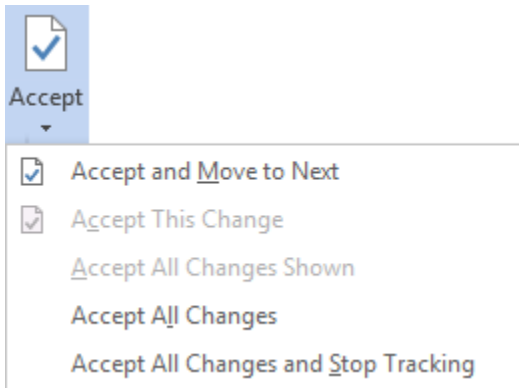 Accept
Accept and Move to Next
Accept This Change
Accept All Changes Shown
Accept All Changes
Accept All Changes and Stop Tracking